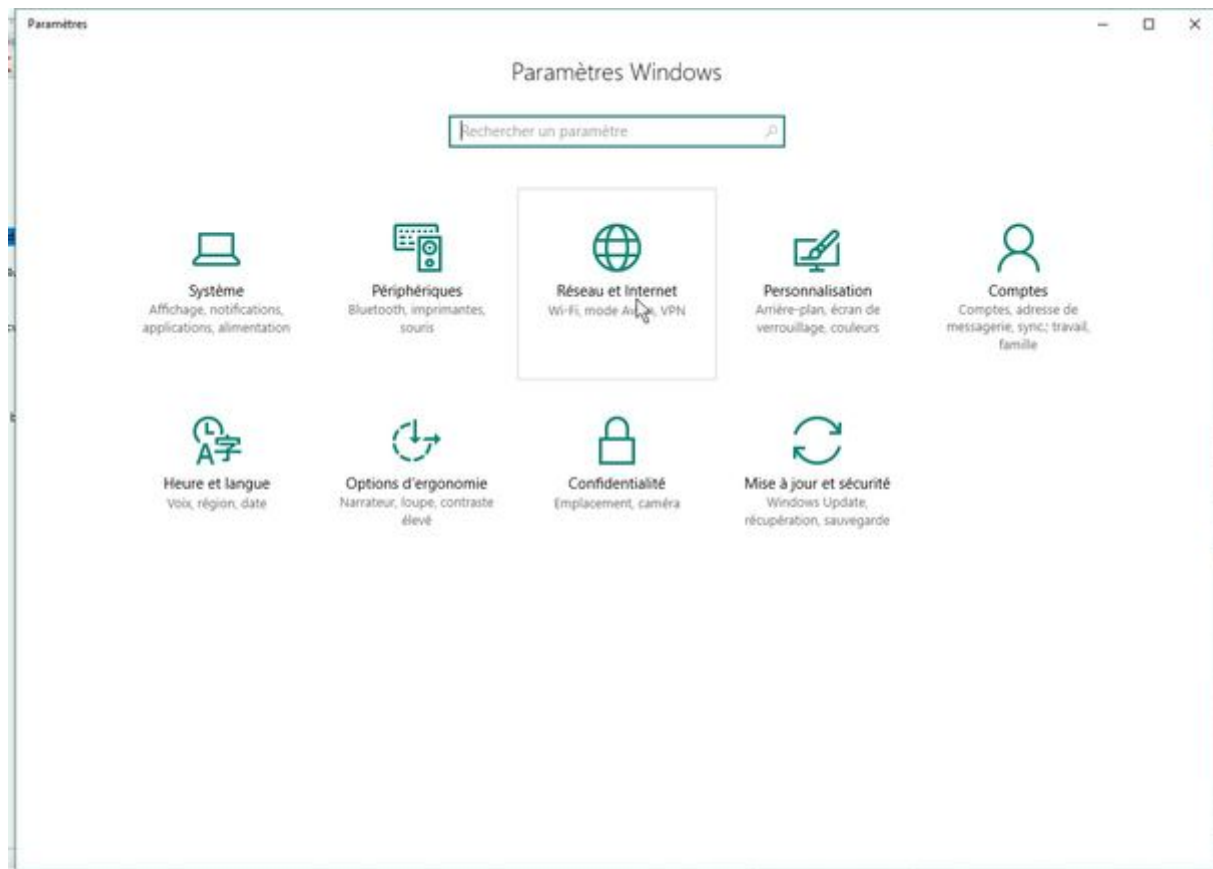 Paramètres
Paramètres Windows
Rechercher un paramètre
Système
Affichage, notifications,
applications, alimentation
Périphériques
Bluetooth, imprimantes,
souris
Réseau et Internet
Wi-Fi, mode , VPN
Personnalisation
Arrière-plan, écran de
verrouillage, couleurs
Comptes
Comptes, adresse de
messagerie, sync.; travail,
famille
Heure et langue
Voix, région, date
Options d'ergonomie
Narrateur, loupe, contraste
élevé
Confidentialité
Emplacement, caméra
Mise à jour et sécurité
Windows Update,
récupération, sauvegarde